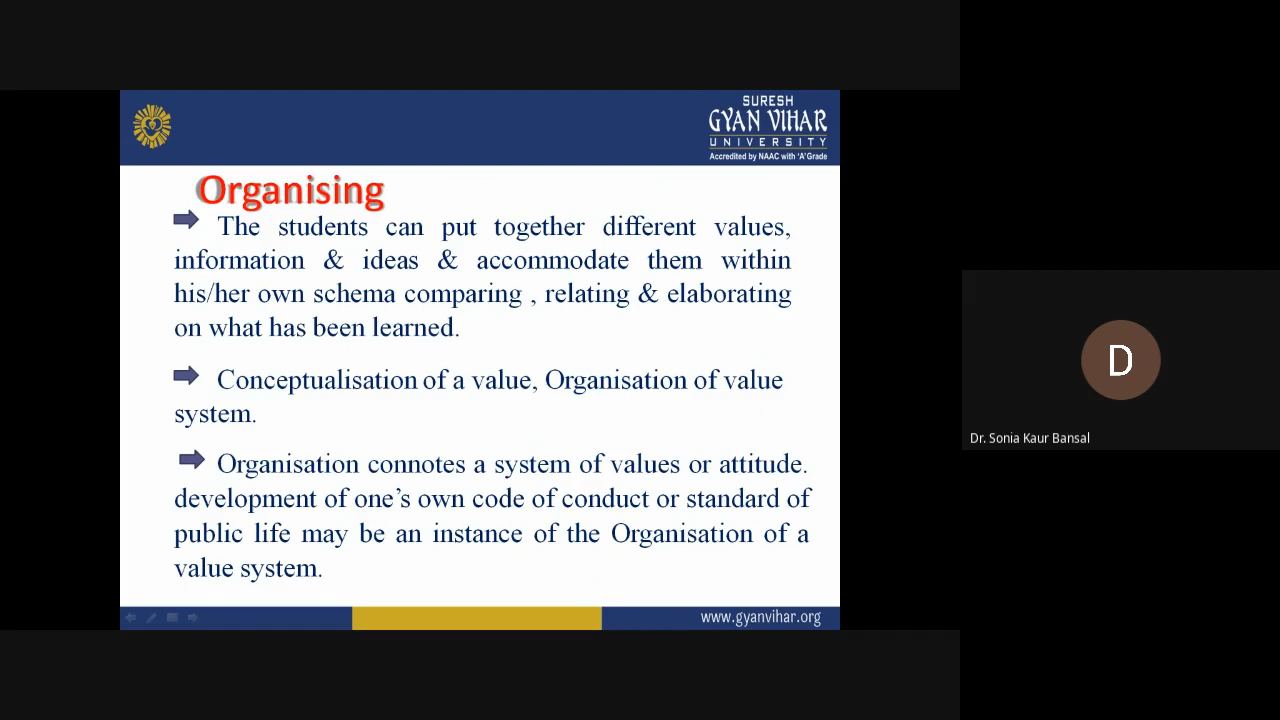 SURESH
GYAN VIHAR
UNIVERSITY
Accredited by NAAC with 'A' Grade
Organising
The students can put together different values,
information & ideas & accommodate them within
his/her own schema comparing , relating & elaborating
on what has been learned.
Conceptualisation of a value, Organisation of value
system.
Organisation connotes a system of values or attitude.
development of one’s own code of conduct or standard of
public life may be an instance of the Organisation of a
value system.
www.gyanvihar.org
D
Dr. Sonia Kaur Bansal